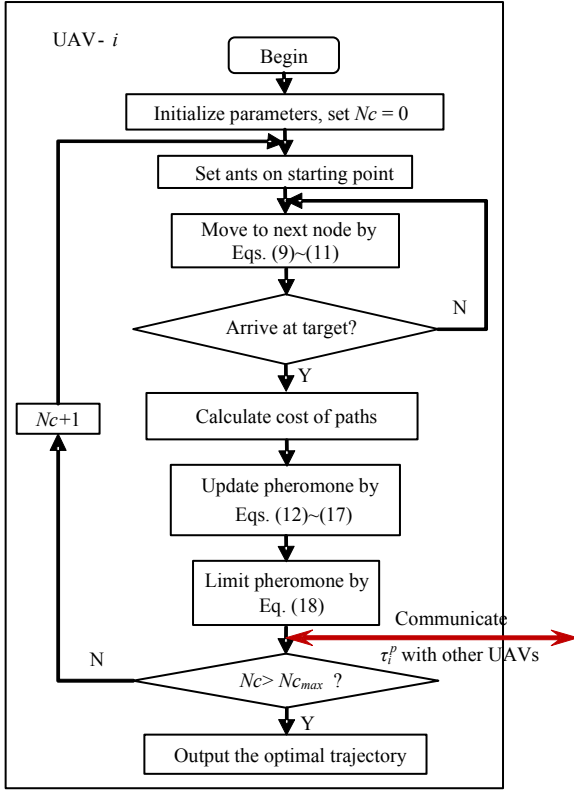 UAV- i
Begin
Initialize parameters, set Nc = 0
Set ants on starting point
Move to next node by
Eqs. (9)~(11)
N
Arrive at target?
Y
Nc+1
Calculate cost of paths
Update pheromone by
Eqs. (12)~(17)
Limit pheromone by
Eq. (18)
Communicate
τ_i^p with other UAVs
N
Nc> Nc_max ?
Y
Output the optimal trajectory